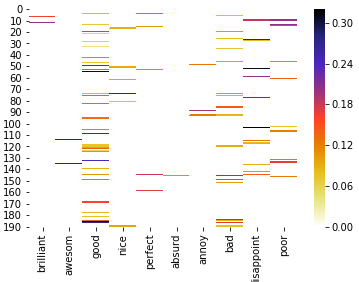 0
10
20
30
40
50
60
70
80
90
100
110
120
130
140
150
160
170
180
190
brilliant
awesom
good
nice
perfect
absurd
annoy
bad
disappoint
poor
0.30
0.24
0.18
0.12
0.06
0.00